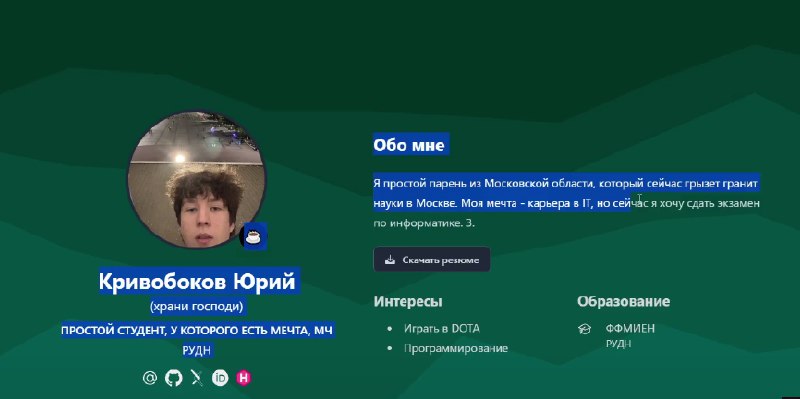 Обо мне
Я простой парень из Московской области, который сейчас грызет гранит
науки в Москве. Моя мечта - карьера в IT, но сейчас я хочу сдать экзамен
по информатике. 3.
Скачать резюме
Кривобоков Юрий
(храни господи)
ПРОСТОЙ СТУДЕНТ, У КОТОРОГО ЕСТЬ МЕЧТА, МЧ
РУДН
Интересы
Играть в DOTA
Программирование
Образование
ФФМИЕН
РУДН